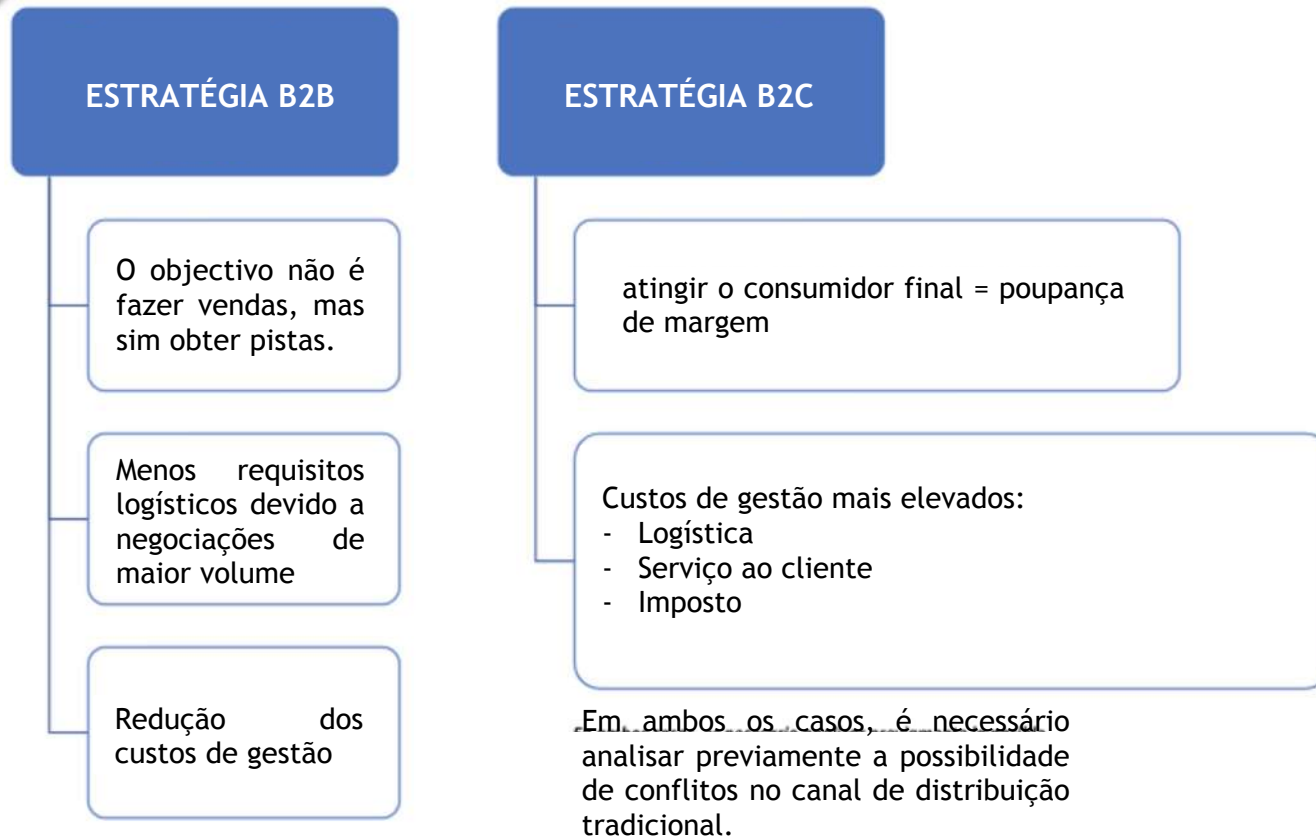 ESTRATÉGIA B2B
O objectivo não é
fazer vendas, mas
sim obter pistas.
Menos requisitos
logísticos devido a
negociações de
maior volume
Redução dos
custos de gestão
ESTRATÉGIA B2C
atingir o consumidor final = poupança
de margem
Custos de gestão mais elevados:
- Logística
- Serviço ao cliente
- Imposto
Em ambos os casos, é necessário
analisar previamente a possibilidade
de conflitos no canal de distribuição
tradicional.